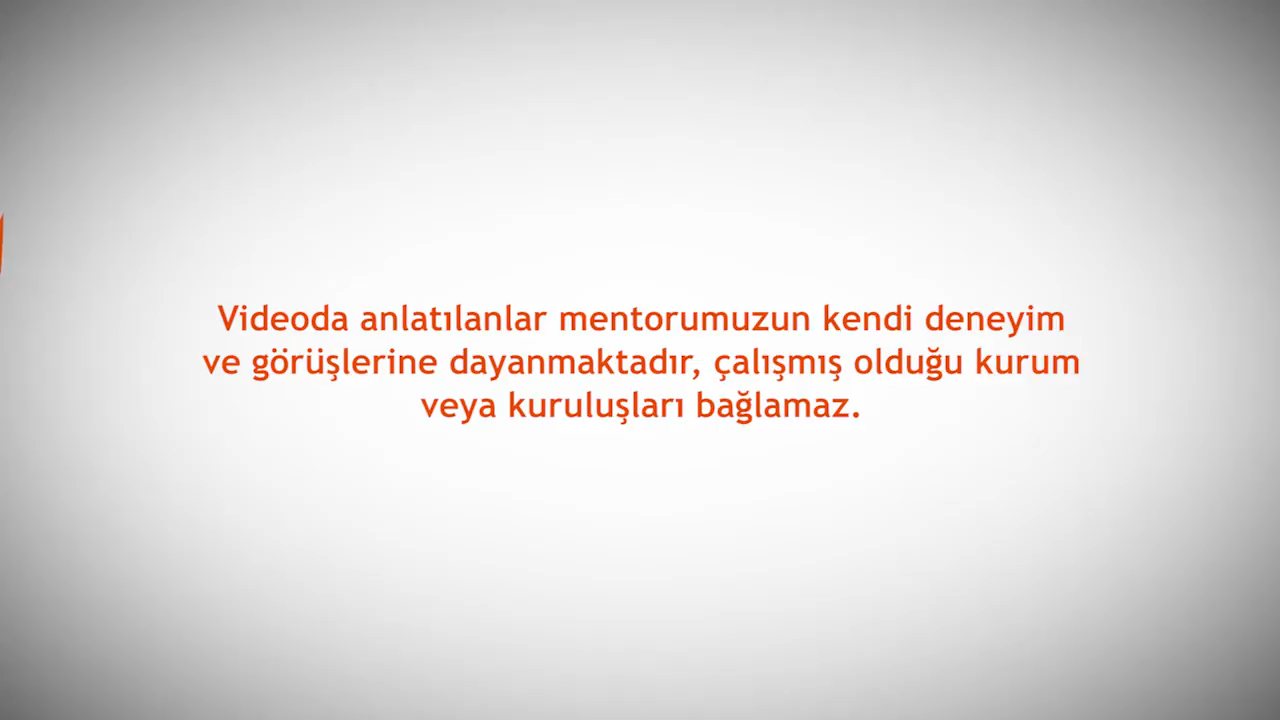 Videoda anlatılanlar mentorumuzun kendi deneyim
ve görüşlerine dayanmaktadır, çalışmış olduğu kurum
veya kuruluşları bağlamaz.